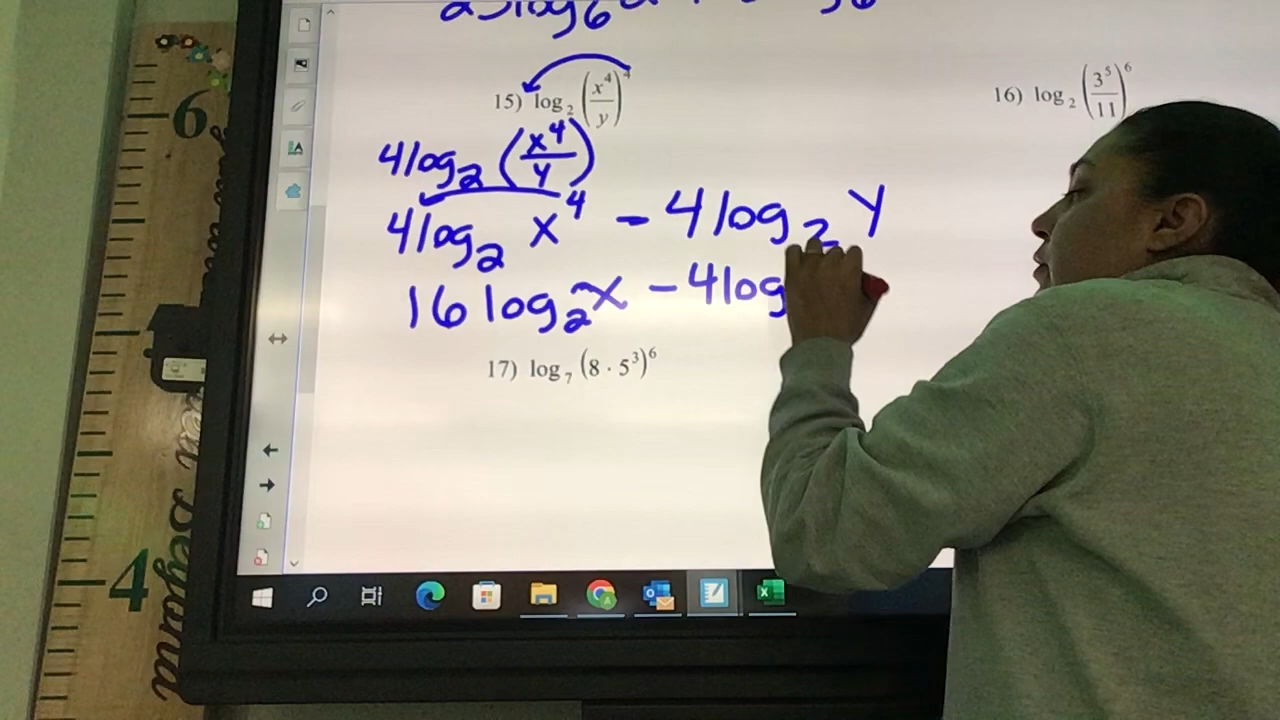 15) log₂ (x⁴/y)⁴
16) log₂ (3⁵/11)⁶
4log₂ (x⁴/y)
4log₂ x⁴ - 4log₂ y
16 log₂ x - 4log
17) log₇ (8 · 5³)⁶
6
4
Beyond